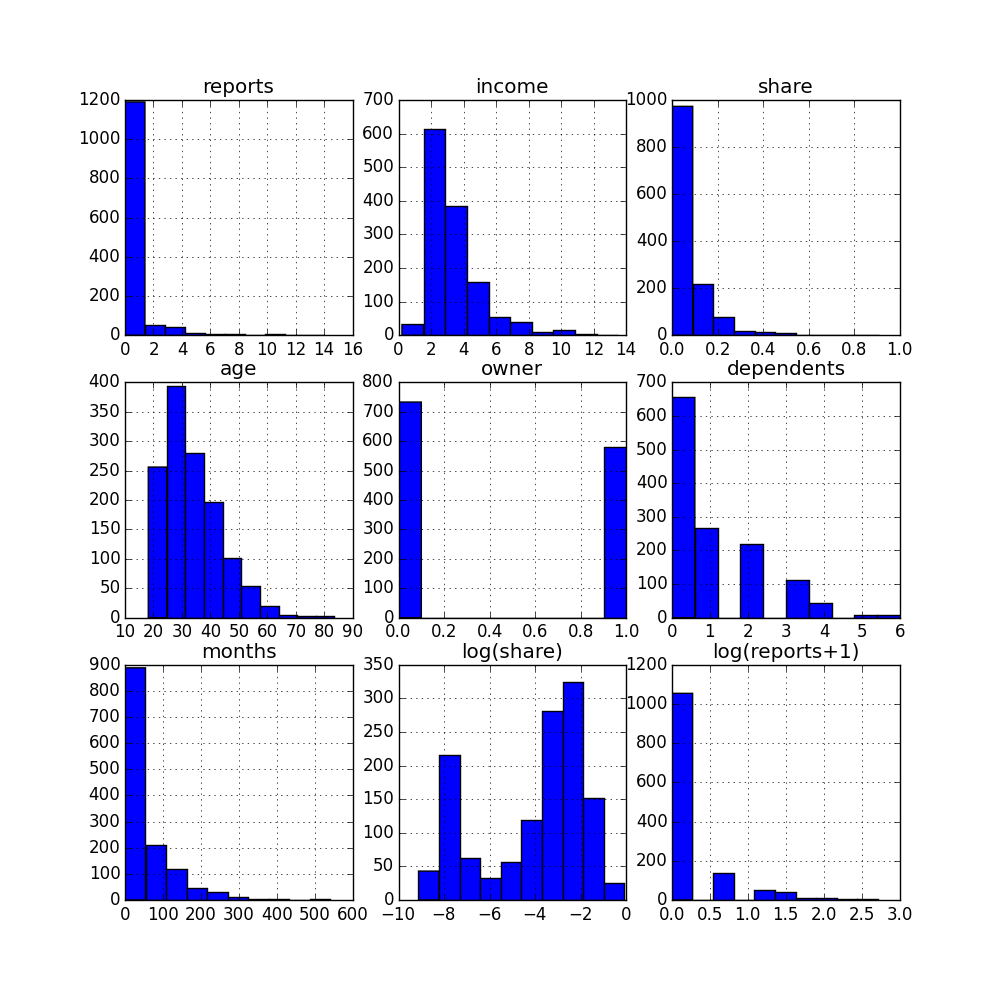 reports income share
1200 1000 800 600 400 200 0
0 2 4 6 8 10 12 14 16
700 600 500 400 300 200 100 0
0 2 4 6 8 10 12 14
1000 800 600 400 200 0
0.0 0.2 0.4 0.6 0.8 1.0
age owner dependents
400 350 300 250 200 150 100 50 0
10 20 30 40 50 60 70 80 90
800 700 600 500 400 300 200 100 0
0.0 0.2 0.4 0.6 0.8 1.0
700 600 500 400 300 200 100 0
0 1 2 3 4 5 6
months log(share) log(reports+1)
900 800 700 600 500 400 300 200 100 0
0 100 200 300 400 500 600
350 300 250 200 150 100 50 0
−10 −8 −6 −4 −2 0
1200 1000 800 600 400 200 0
0.0 0.5 1.0 1.5 2.0 2.5 3.0